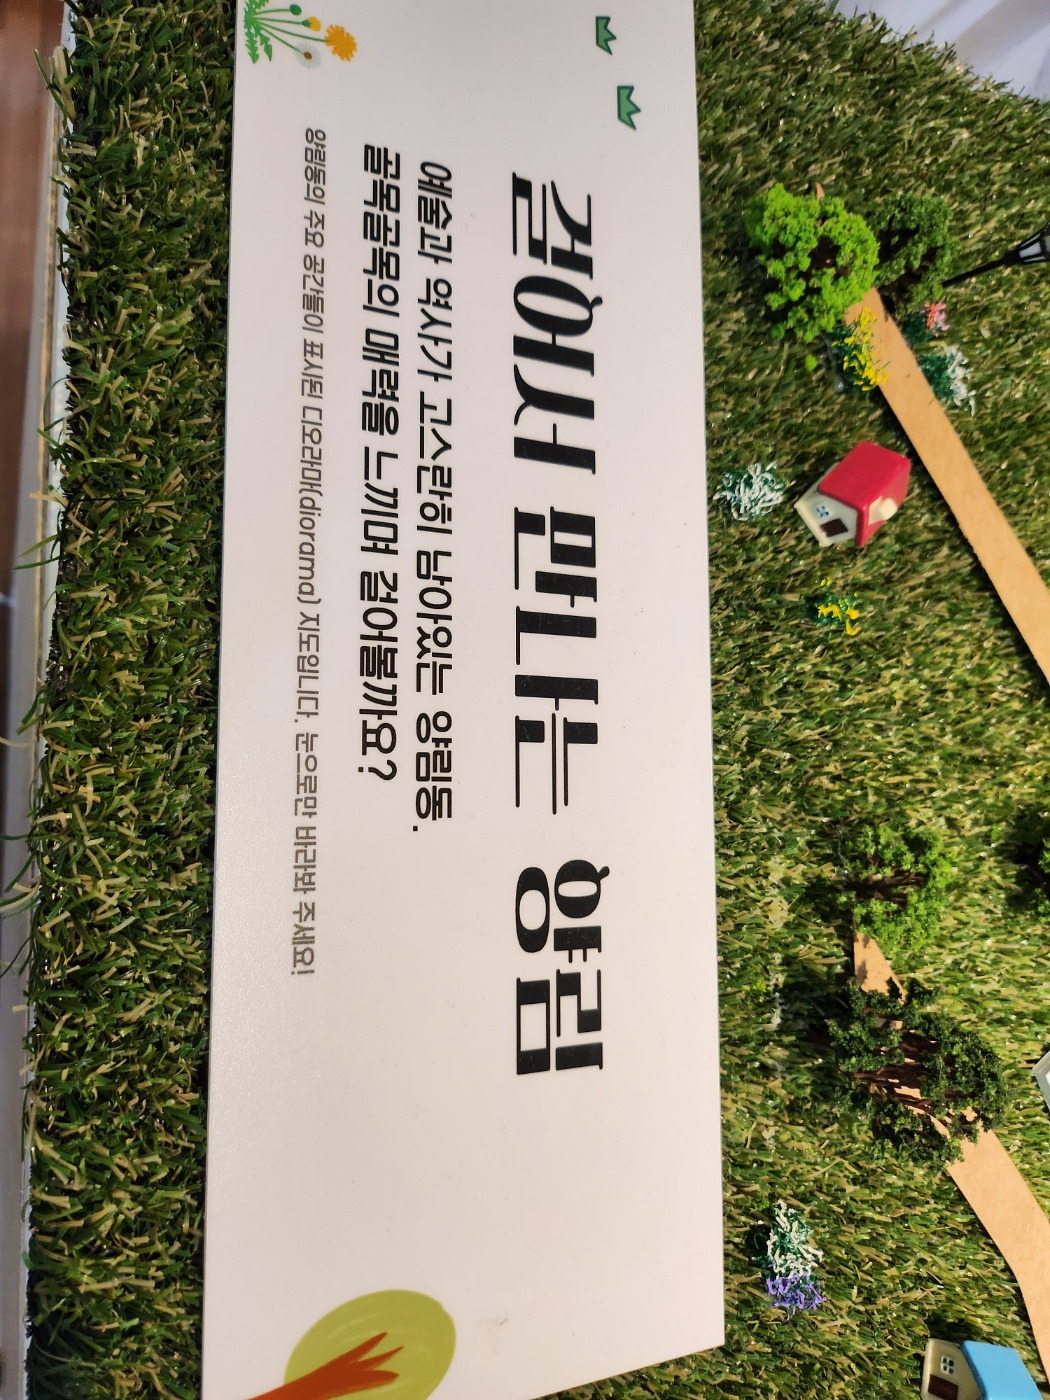 걸어서 만나는 양림
예술과 역사가 고스란히 남아있는 양림동.
골목골목의 매력을 느끼며 걸어볼까요?
양림동의 주요 공간들이 표시된 디오라마(diorama) 지도입니다. 눈으로만 바라봐 주세요!